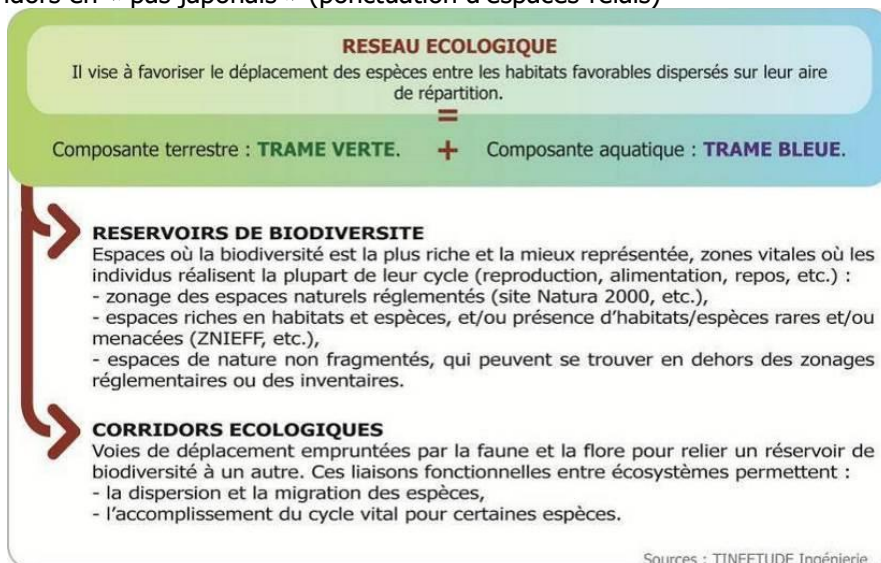 « pas japonais » (ponctuation d'espaces relais)
RESEAU ECOLOGIQUE
Il vise à favoriser le déplacement des espèces entre les habitats favorables dispersés sur leur aire
de répartition.
=
Composante terrestre : TRAME VERTE. + Composante aquatique : TRAME BLEUE.
RESERVOIRS DE BIODIVERSITE
Espaces où la biodiversité est la plus riche et la mieux représentée, zones vitales où les
individus réalisent la plupart de leur cycle (reproduction, alimentation, repos, etc.) :
- zonage des espaces naturels réglementés (site Natura 2000, etc.),
- espaces riches en habitats et espèces, et/ou présence d'habitats/espèces rares et/ou
menacées (ZNIEFF, etc.),
- espaces de nature non fragmentés, qui peuvent se trouver en dehors des zonages
réglementaires ou des inventaires.
CORRIDORS ECOLOGIQUES
Voies de déplacement empruntées par la faune et la flore pour relier un réservoir de
biodiversité à un autre. Ces liaisons fonctionnelles entre écosystèmes permettent :
- la dispersion et la migration des espèces,
- l'accomplissement du cycle vital pour certaines espèces.
Sources : TINEETUDE Ingénierie